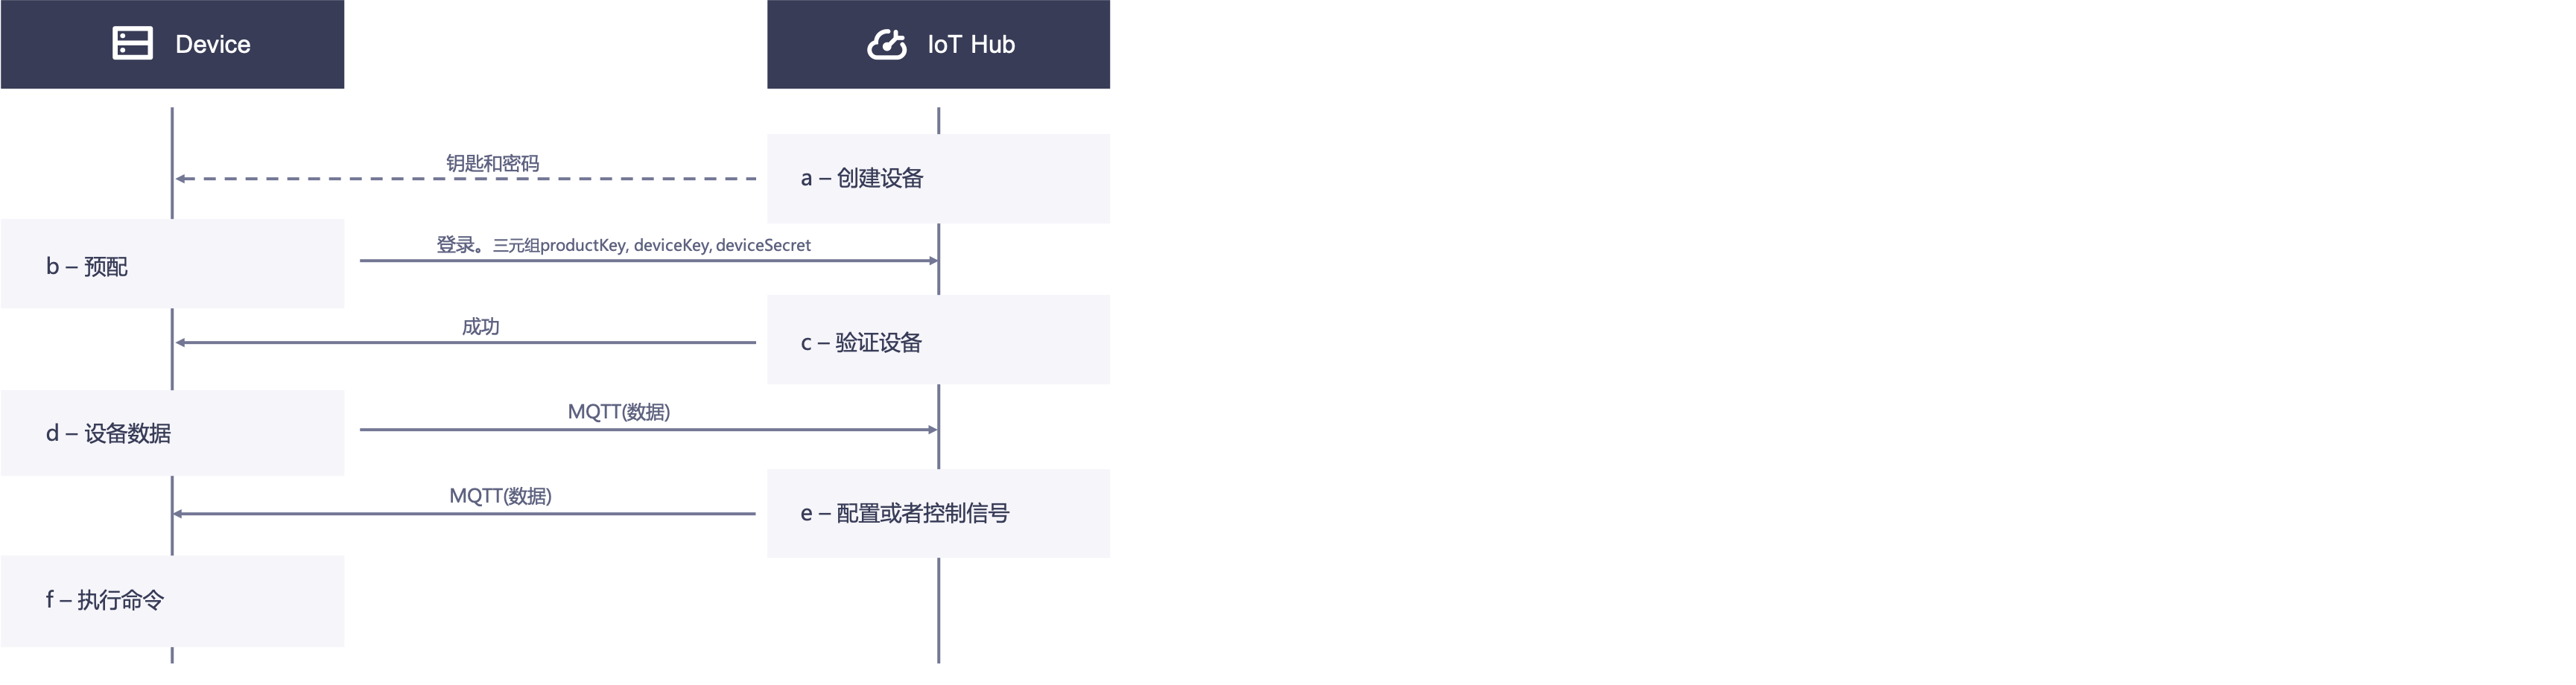 Device
IoT Hub
钥匙和密码
a – 创建设备
登录。三元组productKey, deviceKey, deviceSecret
b – 预配
成功
c – 验证设备
MQTT(数据)
d – 设备数据
MQTT(数据)
e – 配置或者控制信号
f – 执行命令